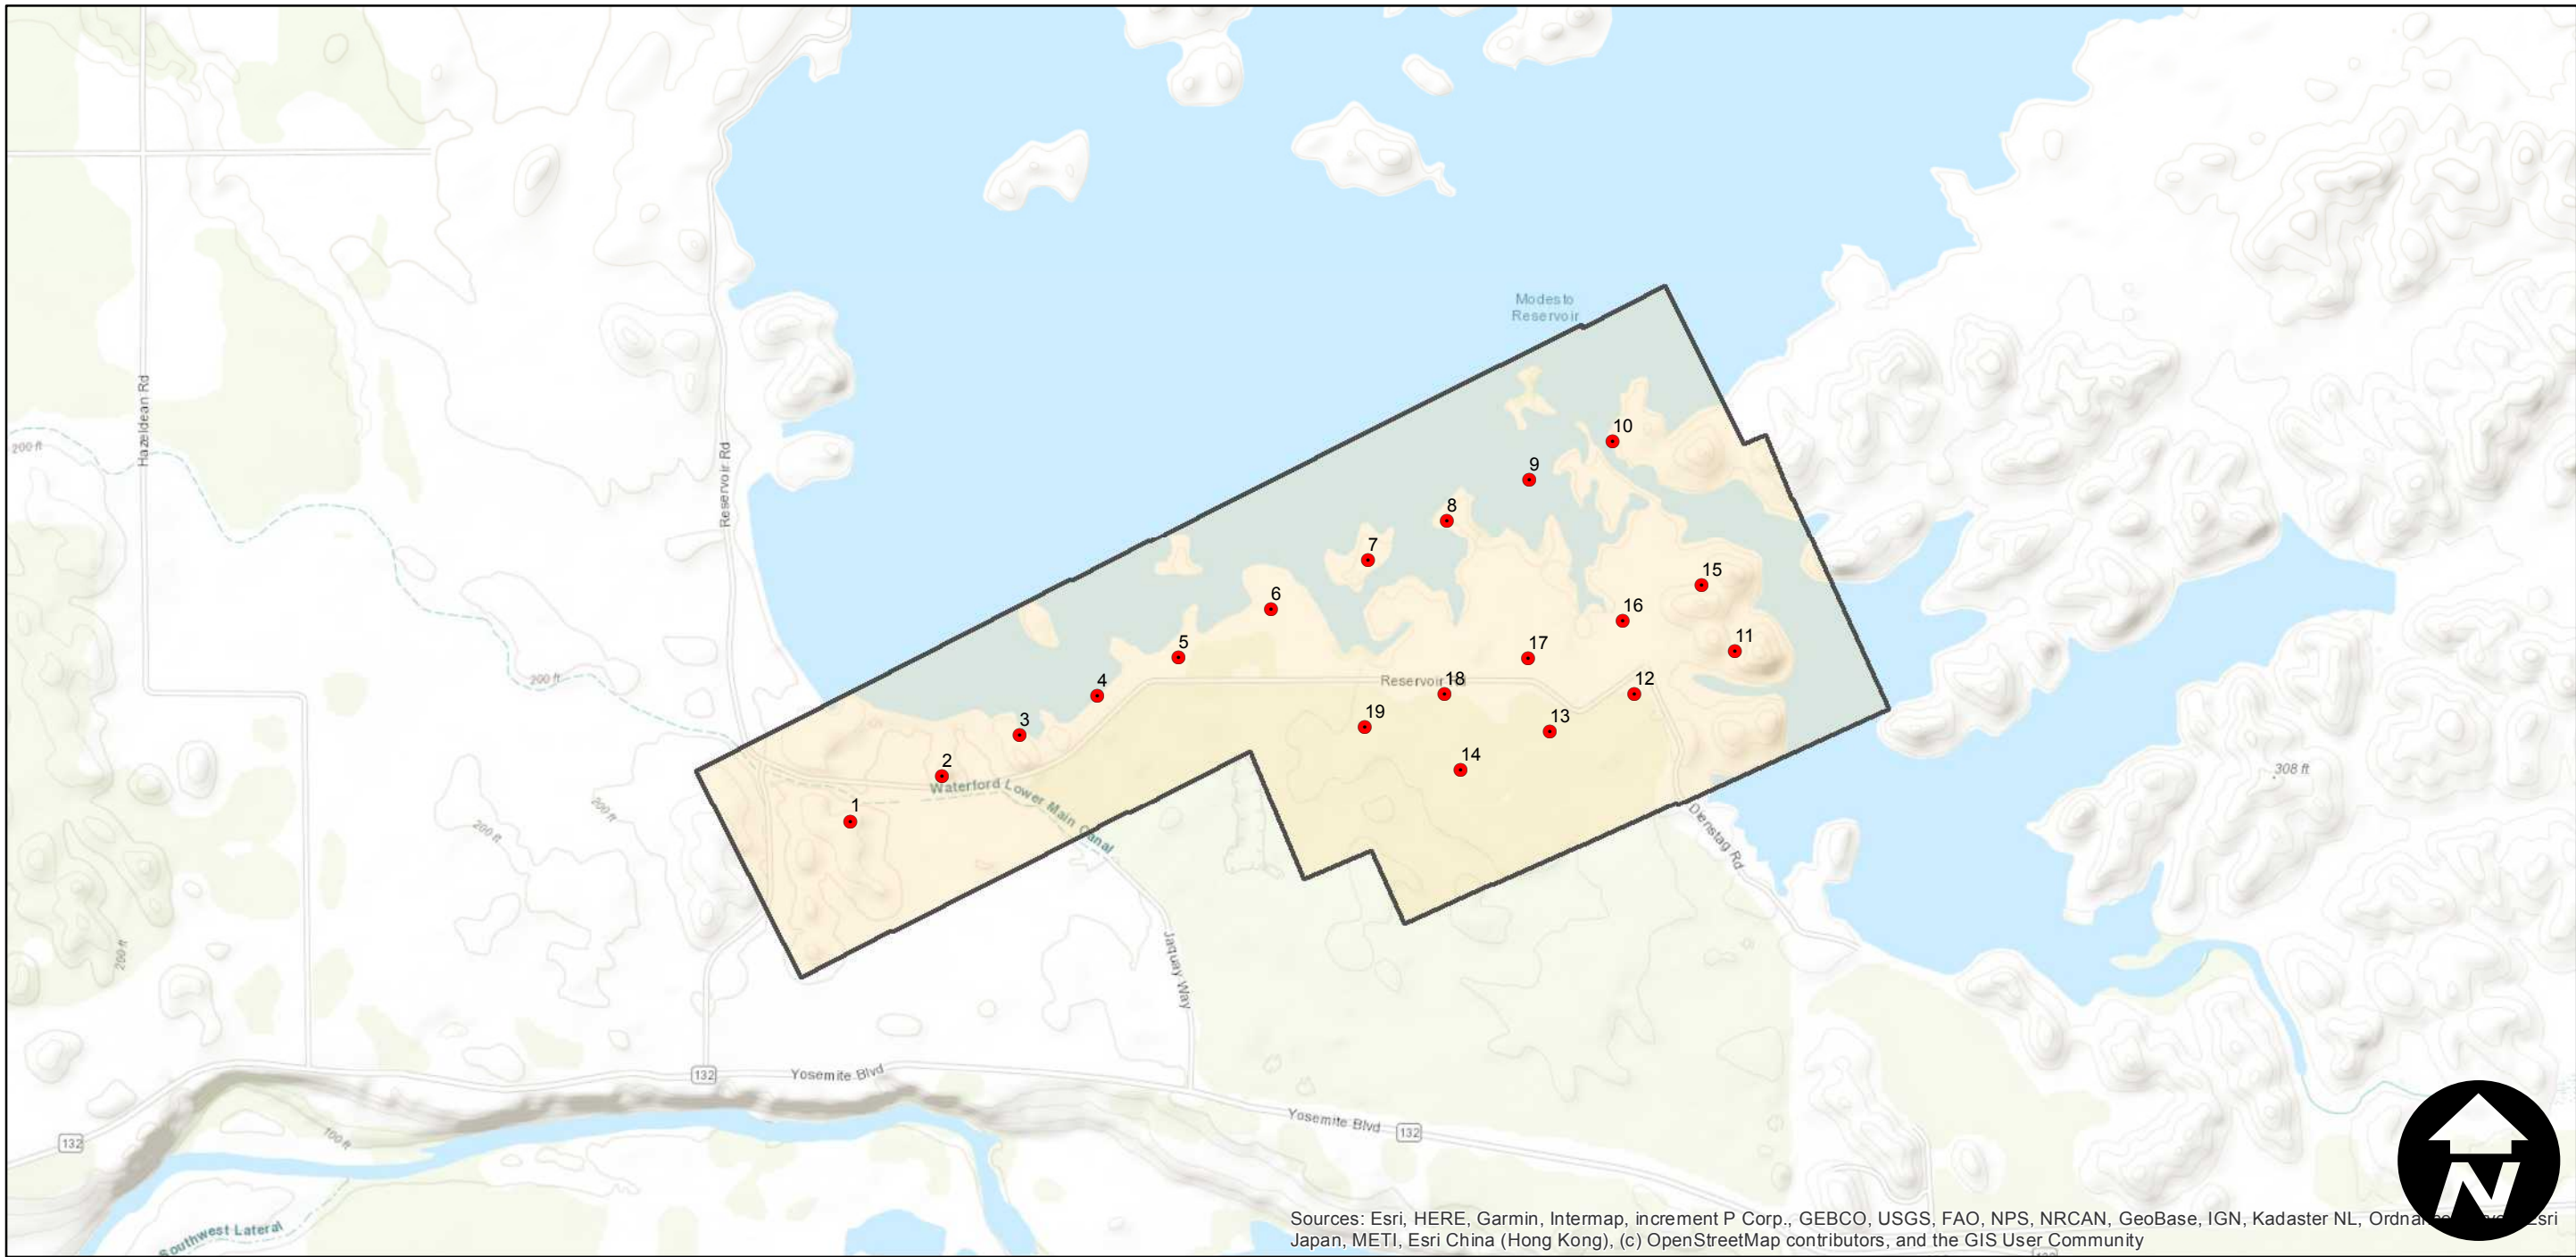 Modesto
Reservoir
Hazeldean Rd
Reservoir Rd
200 ft
10
9
8
7
15
6
16
5
17
11
200 ft
4
Reservoir Rd
18
12
3
19
13
2
14
308 ft
Waterford Lower Main Canal
1
200 ft
200 ft
Dienstag Rd
200 ft
Jaquay Way
132
Yosemite Blvd
Yosemite Blvd
132
132
100 ft
Southwest Lateral
N
Sources: Esri, HERE, Garmin, Intermap, increment P Corp., GEBCO, USGS, FAO, NPS, NRCAN, GeoBase, IGN, Kadaster NL, Esri
Japan, METI, Esri China (Hong Kong), (c) OpenStreetMap contributors, and the GIS User Community